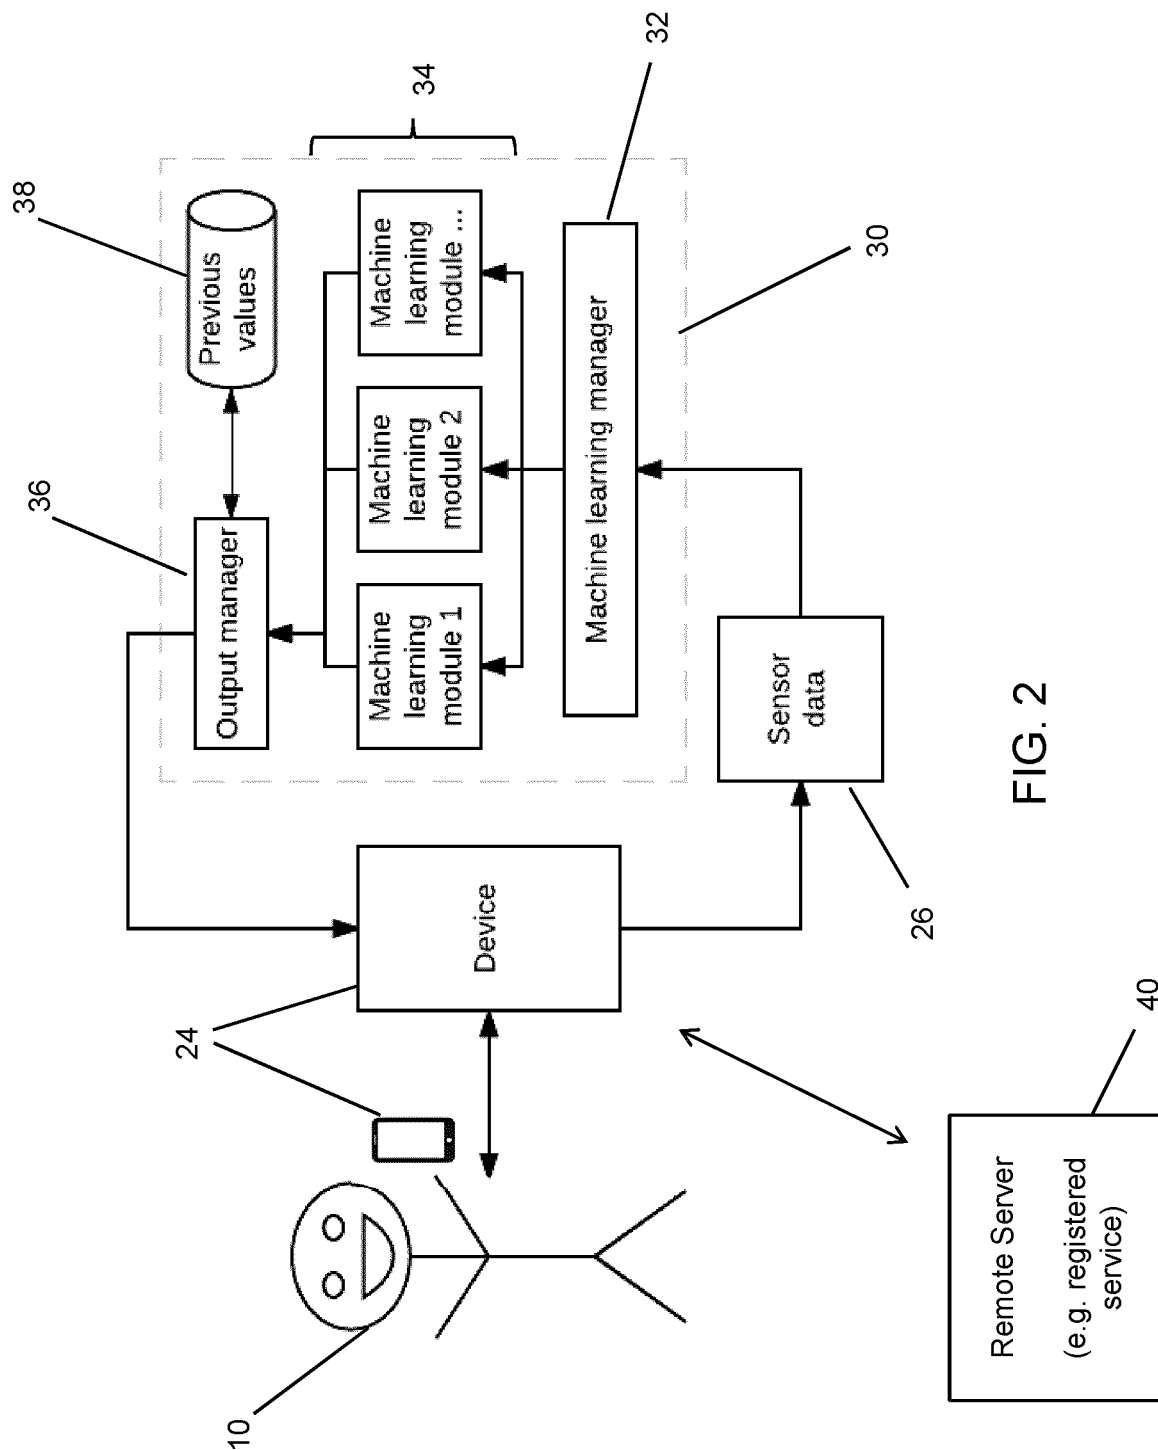 10
24
36
38
34
32
30
26
40
Output manager
Previous
values
Machine
learning
module 1
Machine
learning
module 2
Machine
learning
module ...
Machine learning manager
Device
Sensor
data
Remote Server
(e.g. registered
service)
FIG. 2